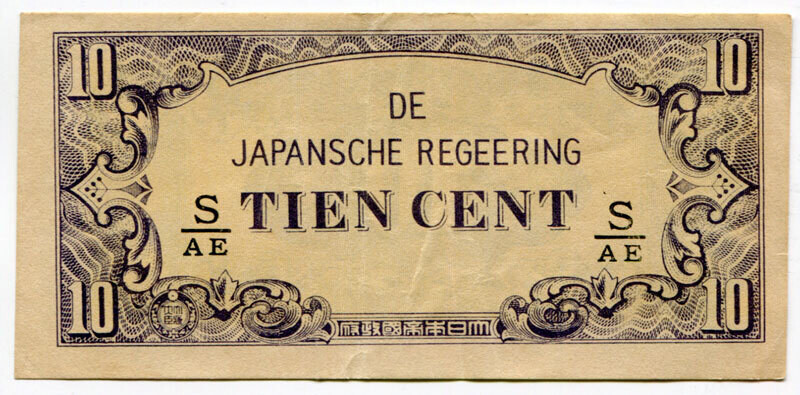 10 10
DE
JAPANSCHE REGEERING
S TIEN CENT S
AE AE
10 府政國帝本日大 10